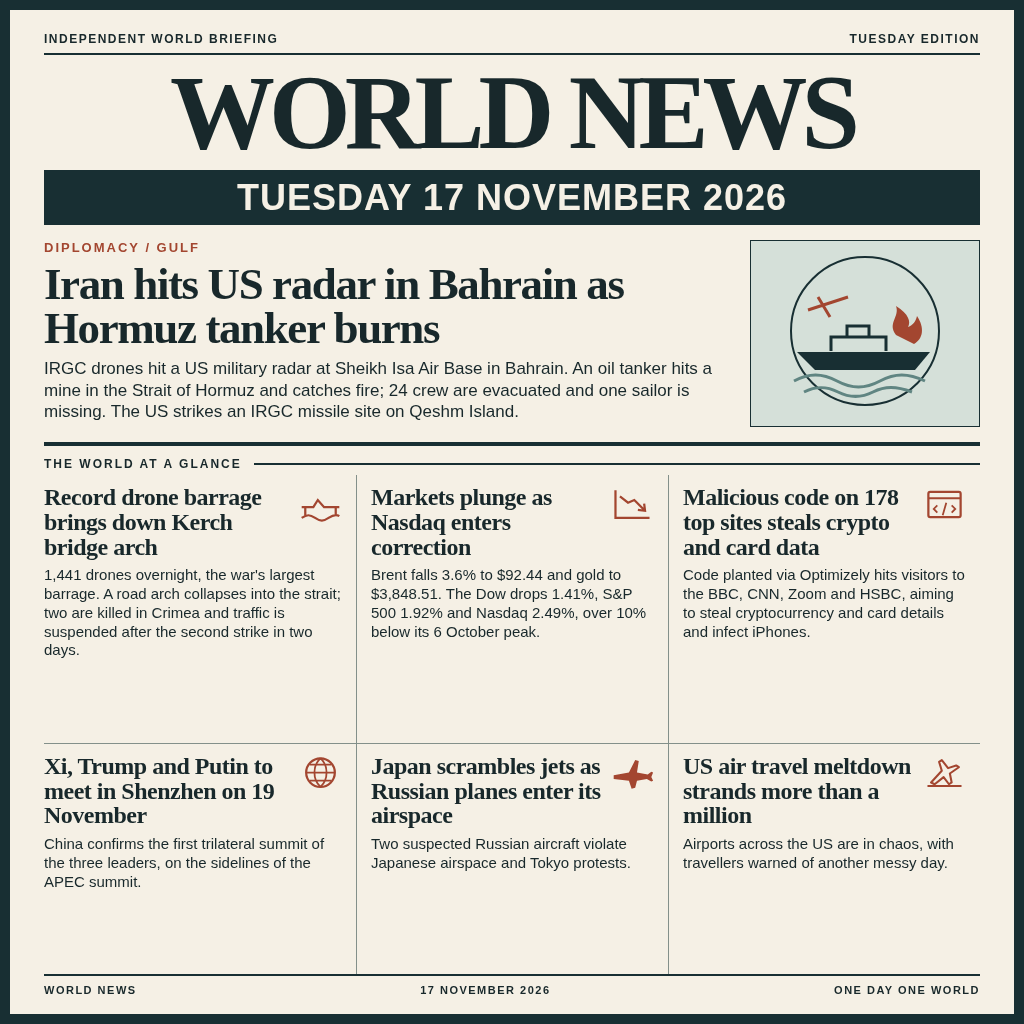 INDEPENDENT WORLD BRIEFING
TUESDAY EDITION
WORLD NEWS
TUESDAY 17 NOVEMBER 2026
DIPLOMACY / GULF
Iran hits US radar in Bahrain as
Hormuz tanker burns
IRGC drones hit a US military radar at Sheikh Isa Air Base in Bahrain. An oil tanker hits a
mine in the Strait of Hormuz and catches fire; 24 crew are evacuated and one sailor is
missing. The US strikes an IRGC missile site on Qeshm Island.
THE WORLD AT A GLANCE
Record drone barrage
brings down Kerch
bridge arch
1,441 drones overnight, the war's largest
barrage. A road arch collapses into the strait;
two are killed in Crimea and traffic is
suspended after the second strike in two
days.
Markets plunge as
Nasdaq enters
correction
Brent falls 3.6% to $92.44 and gold to
$3,848.51. The Dow drops 1.41%, S&P
500 1.92% and Nasdaq 2.49%, over 10%
below its 6 October peak.
Malicious code on 178
top sites steals crypto
and card data
Code planted via Optimizely hits visitors to
the BBC, CNN, Zoom and HSBC, aiming
to steal cryptocurrency and card details
and infect iPhones.
Xi, Trump and Putin to
meet in Shenzhen on 19
November
China confirms the first trilateral summit of
the three leaders, on the sidelines of the
APEC summit.
Japan scrambles jets as
Russian planes enter its
airspace
Two suspected Russian aircraft violate
Japanese airspace and Tokyo protests.
US air travel meltdown
strands more than a
million
Airports across the US are in chaos, with
travellers warned of another messy day.
WORLD NEWS
17 NOVEMBER 2026
ONE DAY ONE WORLD